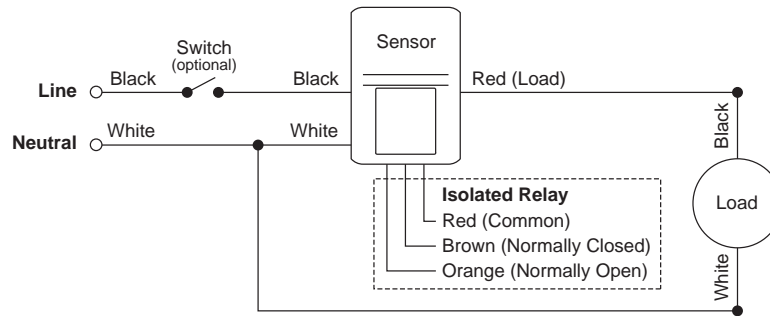 Sensor
Switch
(optional)
Line
Black
Black
Red (Load)
Neutral
White
White
Black
Load
White
Isolated Relay
Red (Common)
Brown (Normally Closed)
Orange (Normally Open)